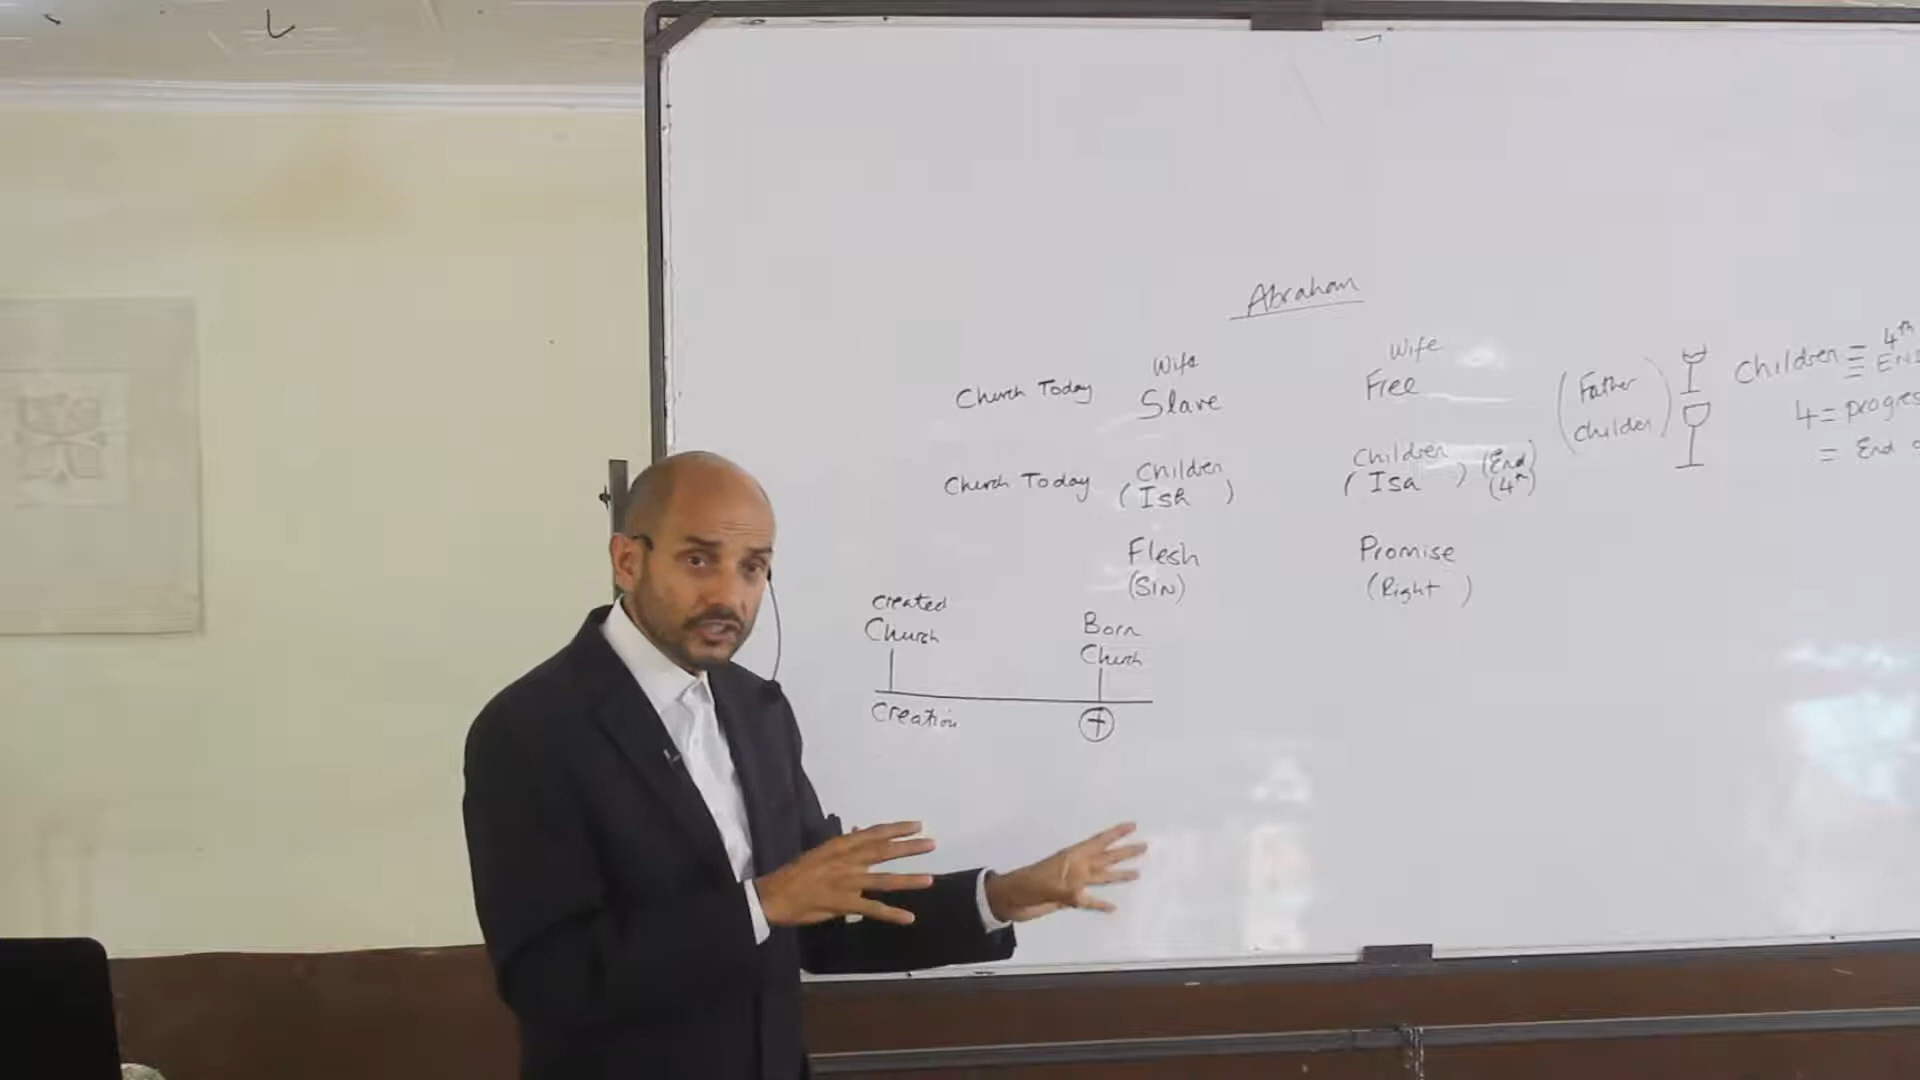 Abraham
Wife
Wife
Church Today Slave
Free
(Father
childen)
Children = 4th
≡ END
4 = progres
= End o
Church Today Children
(Ish )
Children
(Isa ) (End)
(4th)
Flesh
(SIN)
Promise
(Right )
created
Church
Born
Church
Creation